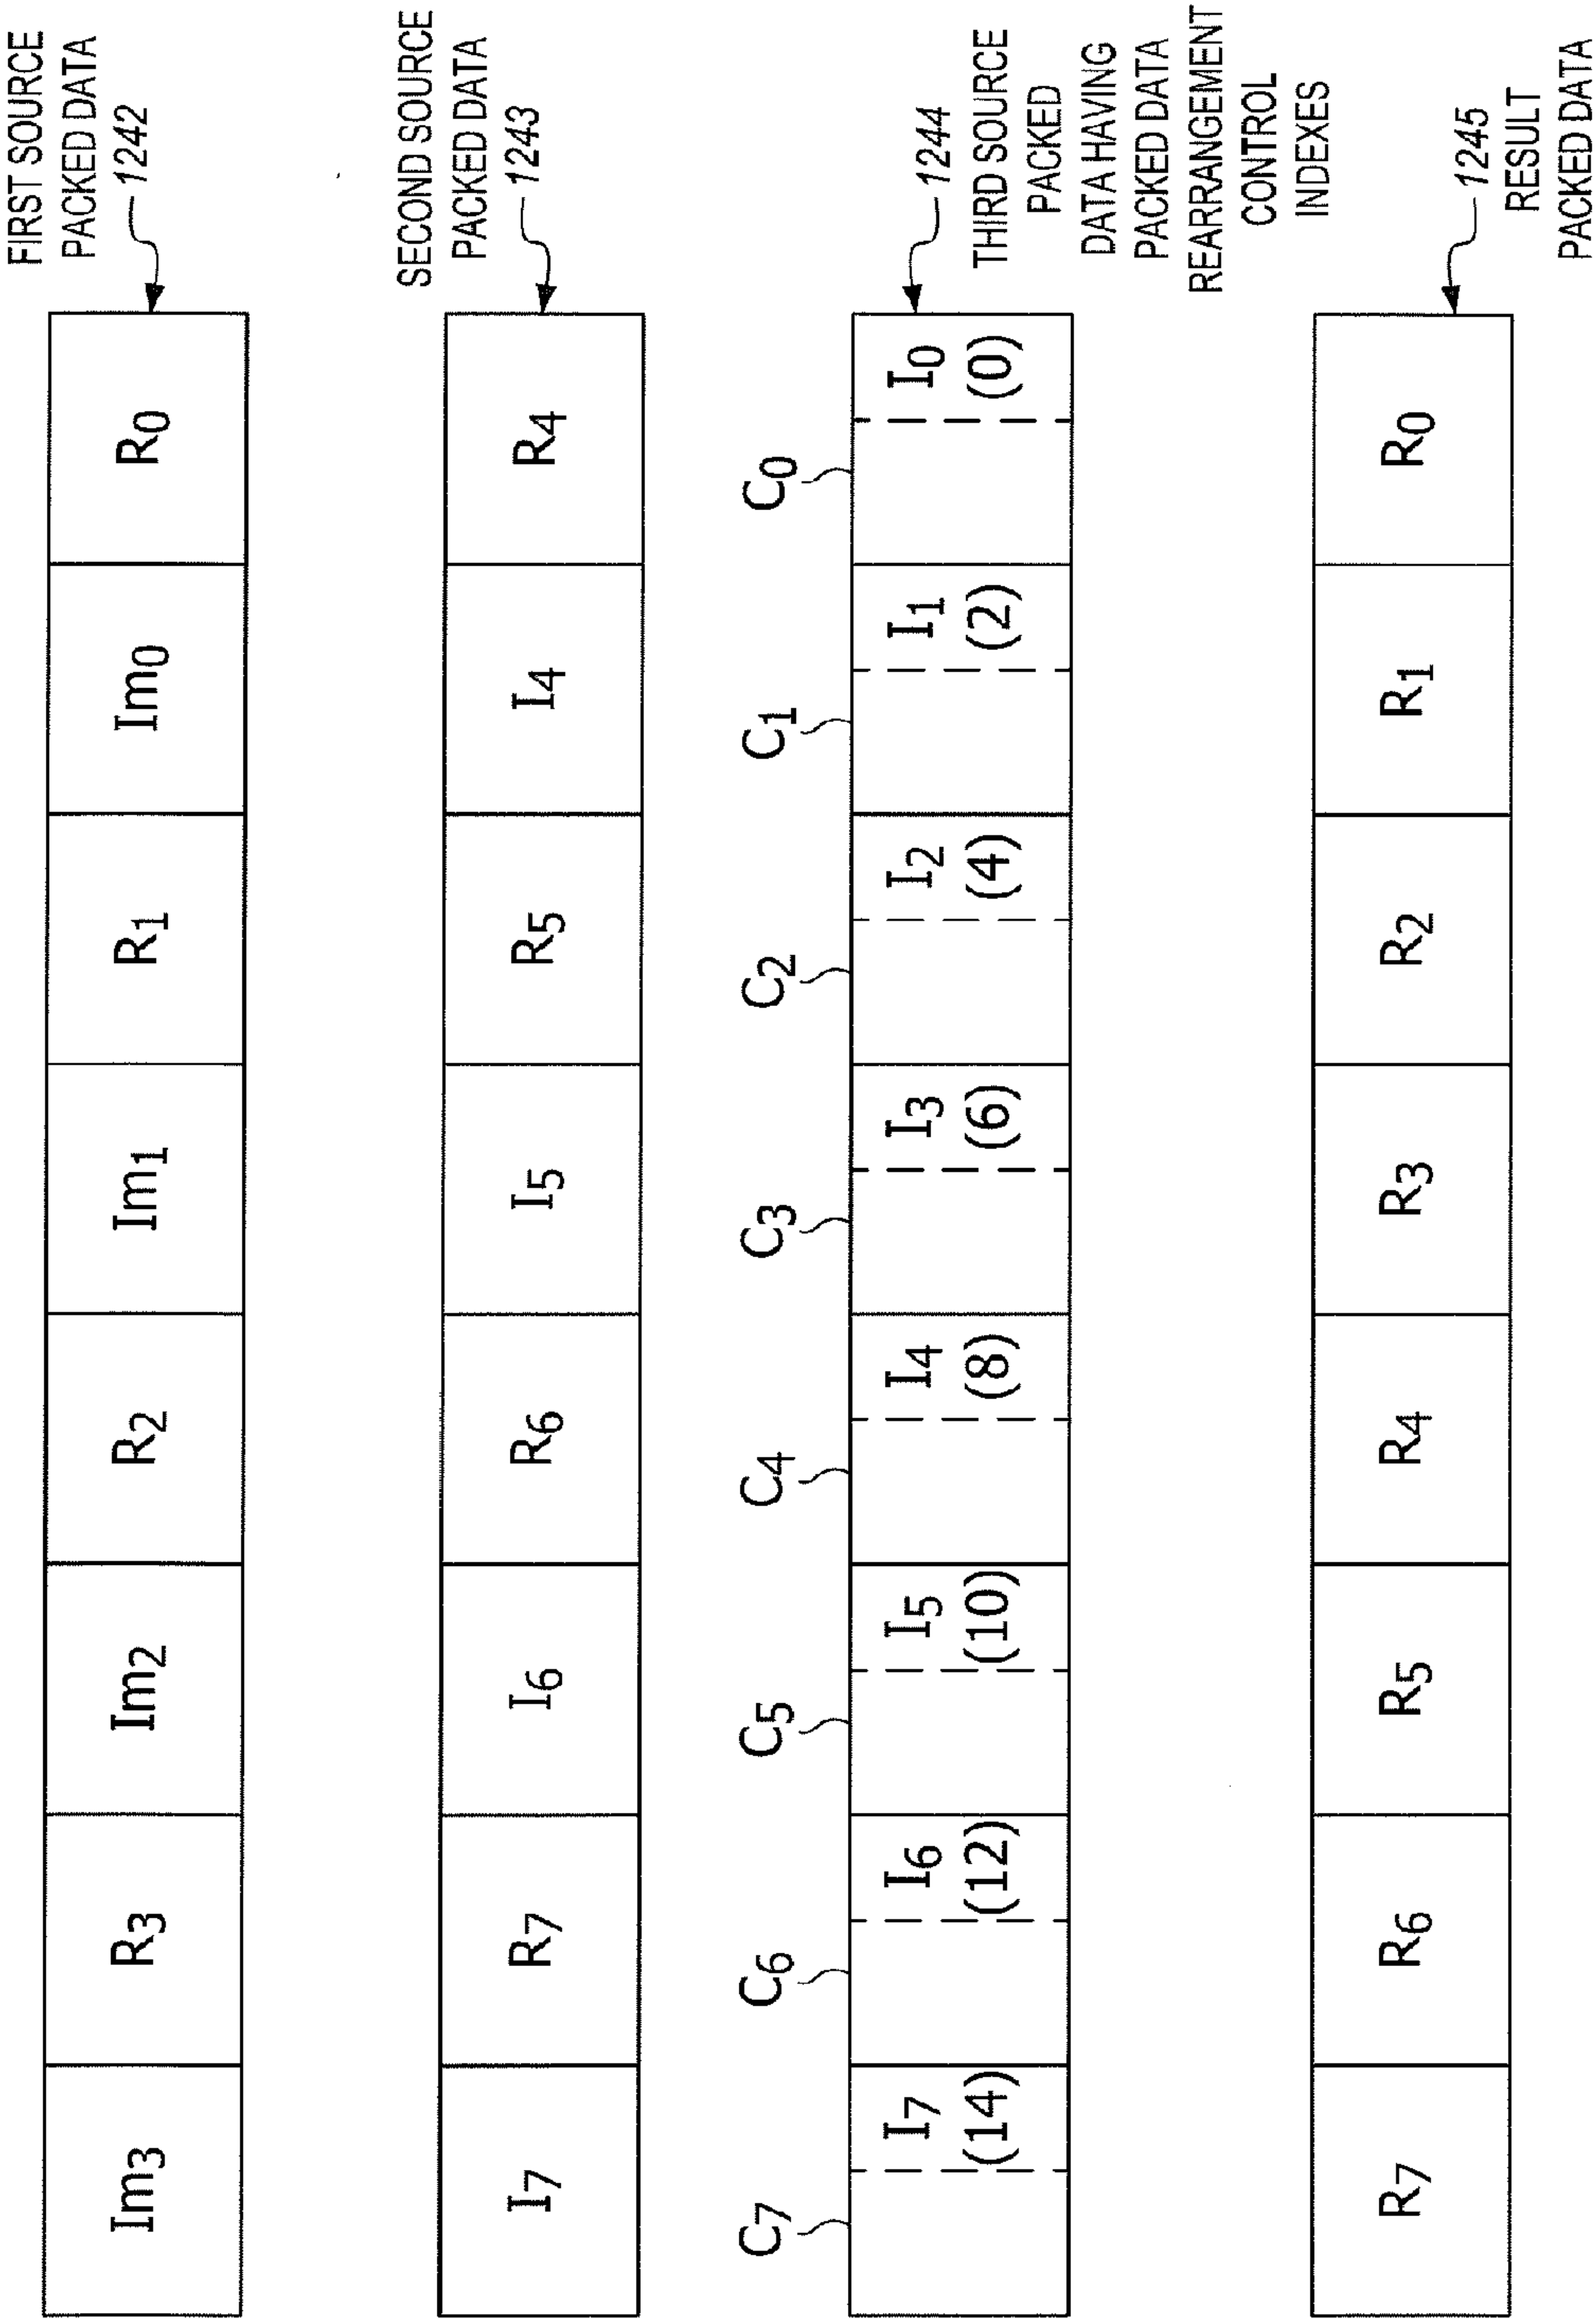 FIRST SOURCE
PACKED DATA
1242
Im3 R3 Im2 R2 Im1 R1 Im0 R0
SECOND SOURCE
PACKED DATA
1243
I7 R7 I6 R6 I5 R5 I4 R4
C7 C6 C5 C4 C3 C2 C1 C0
I7 I6 I5 I4 I3 I2 I1 I0
(14) (12) (10) (8) (6) (4) (2) (0)
1244
THIRD SOURCE
PACKED
DATA HAVING
PACKED DATA
REARRANGEMENT
CONTROL
INDEXES
R7 R6 R5 R4 R3 R2 R1 R0
1245
RESULT
PACKED DATA